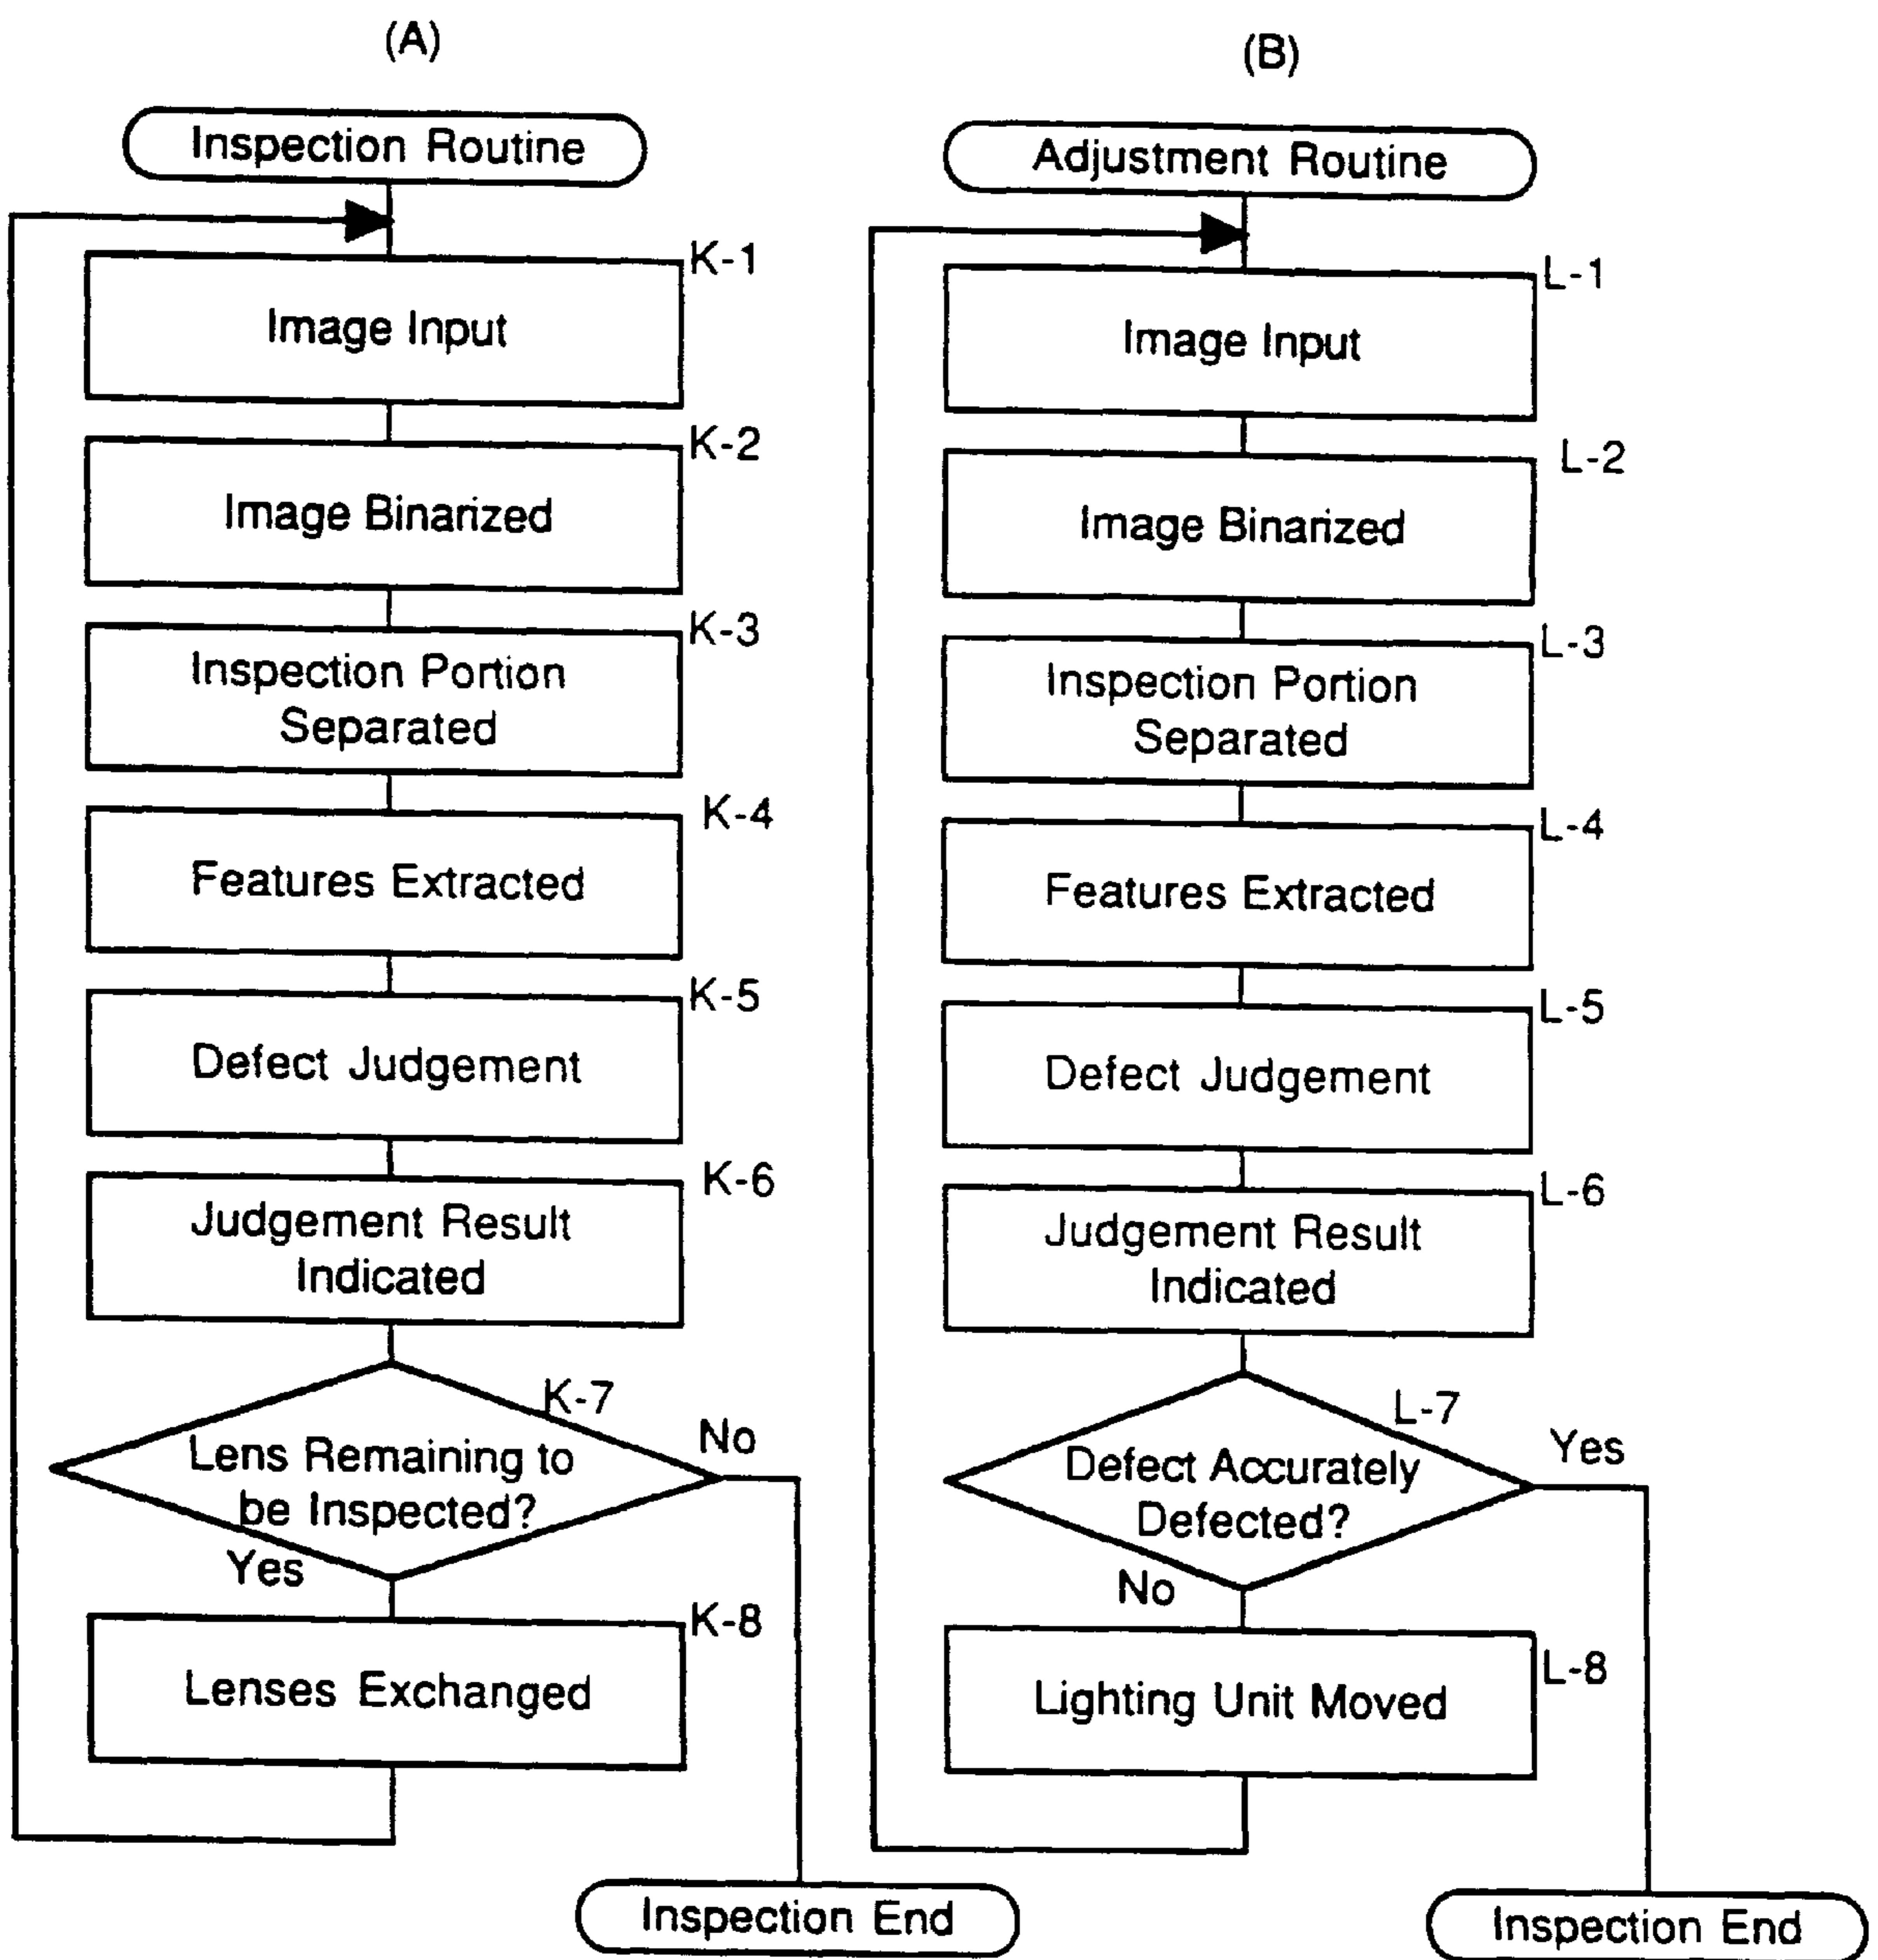 (A)
Inspection Routine
K-1
Image Input
K-2
Image Binarized
K-3
Inspection Portion
Separated
K-4
Features Extracted
K-5
Defect Judgement
K-6
Judgement Result
Indicated
K-7
Lens Remaining to
be Inspected?
No
Yes
K-8
Lenses Exchanged
Inspection End
(B)
Adjustment Routine
L-1
Image Input
L-2
Image Binarized
L-3
Inspection Portion
Separated
L-4
Features Extracted
L-5
Defect Judgement
L-6
Judgement Result
Indicated
L-7
Defect Accurately
Defected?
Yes
No
L-8
Lighting Unit Moved
Inspection End